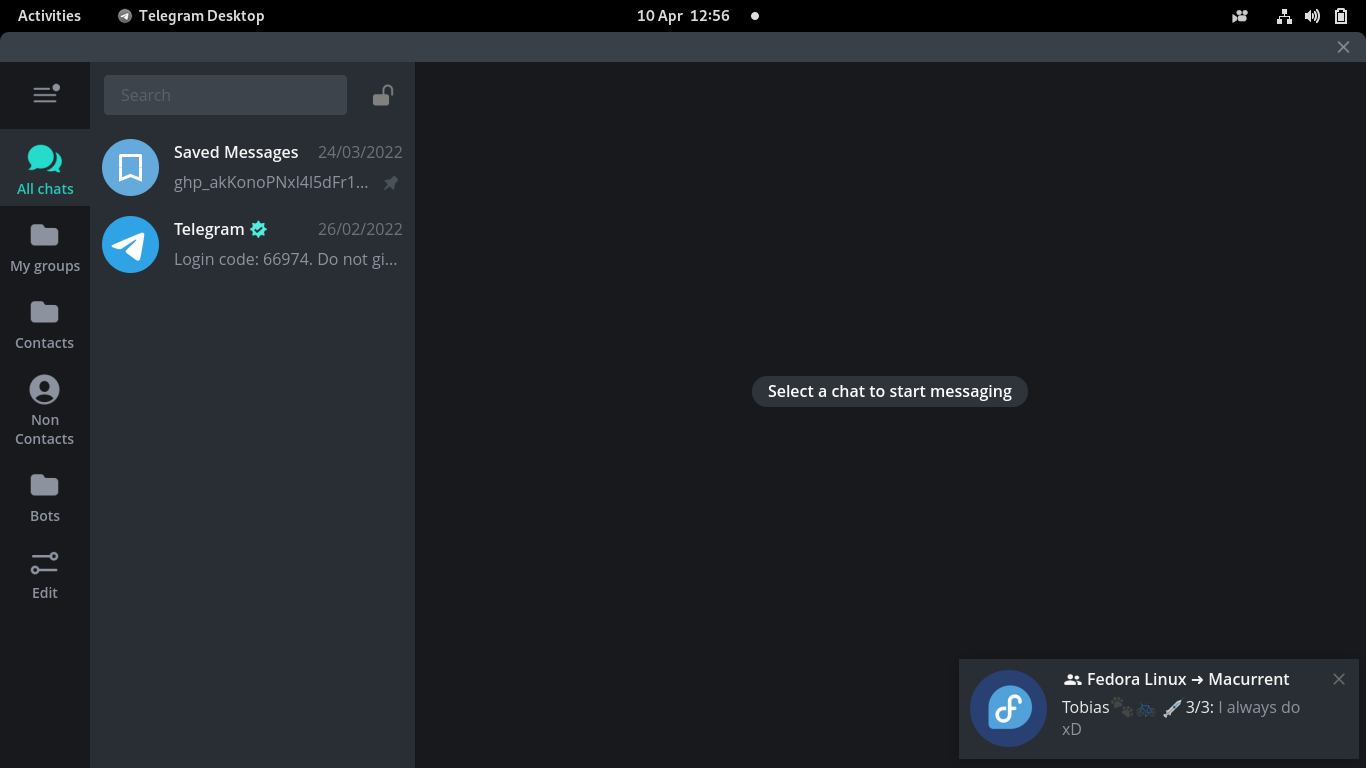 Activities
Telegram Desktop
10 Apr 12:56
Search
All chats
My groups
Contacts
Non
Contacts
Bots
Edit
Saved Messages 24/03/2022
ghp_akKonoPNxl4l5dFr1...
Telegram 26/02/2022
Login code: 66974. Do not gi...
Select a chat to start messaging
Fedora Linux ➜ Macurrent
Tobias🐾🚲 💉 3/3: I always do
xD